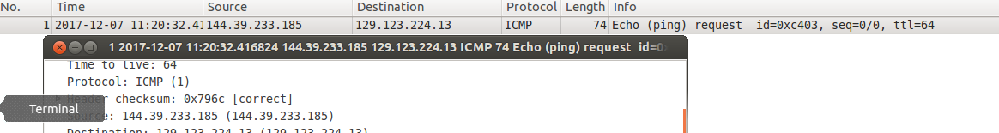 No. Time Source Destination Protocol Length Info
1 2017-12-07 11:20:32.41 144.39.233.185 129.123.224.13 ICMP 74 Echo (ping) request id=0xc403, seq=0/0, ttl=64
1 2017-12-07 11:20:32.416824 144.39.233.185 129.123.224.13 ICMP 74 Echo (ping) request id=0x
Time to live: 64
Protocol: ICMP (1)
Header checksum: 0x796c [correct]
Terminal
Source: 144.39.233.185 (144.39.233.185)
Destination: 129.123.224.13 (129.123.224.13)